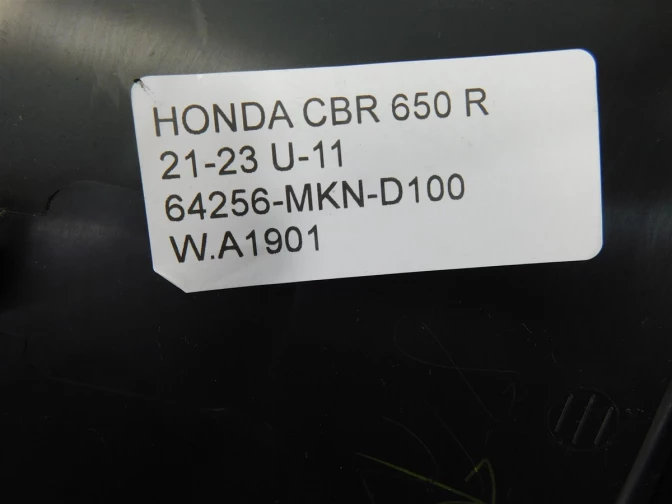 HONDA CBR 650 R
21-23 U-11
64256-MKN-D100
W.A1901